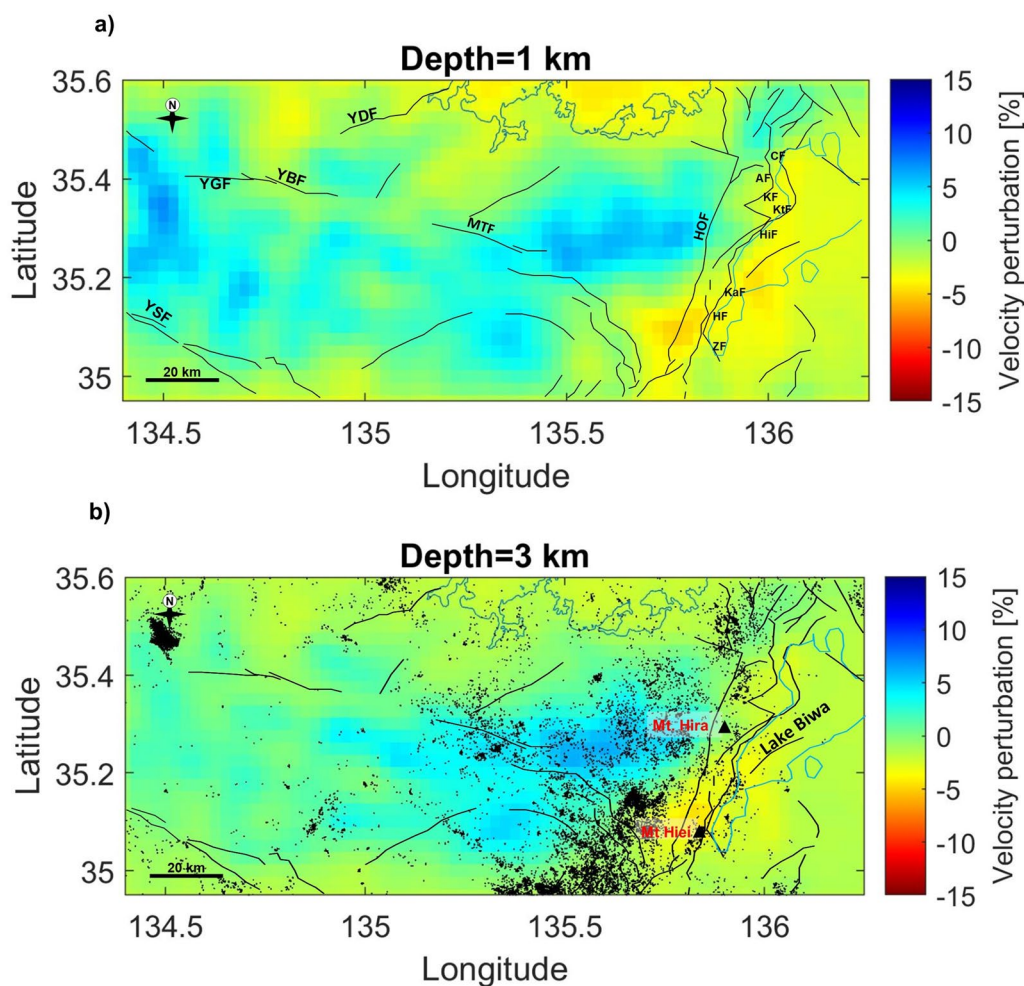 a)
Depth=1 km
35.6
35.4
35.2
35
134.5
135
135.5
136
Latitude
Longitude
N
YDF
YGF
YBF
MTF
HOF
YSF
CF
AF
KF
KtF
HiF
KaF
HF
ZF
20 km
15
10
5
0
-5
-10
-15
Velocity perturbation [%]
b)
Depth=3 km
35.6
35.4
35.2
35
134.5
135
135.5
136
Latitude
Longitude
N
Mt. Hira
Lake Biwa
Mt Hiei
20 km
15
10
5
0
-5
-10
-15
Velocity perturbation [%]